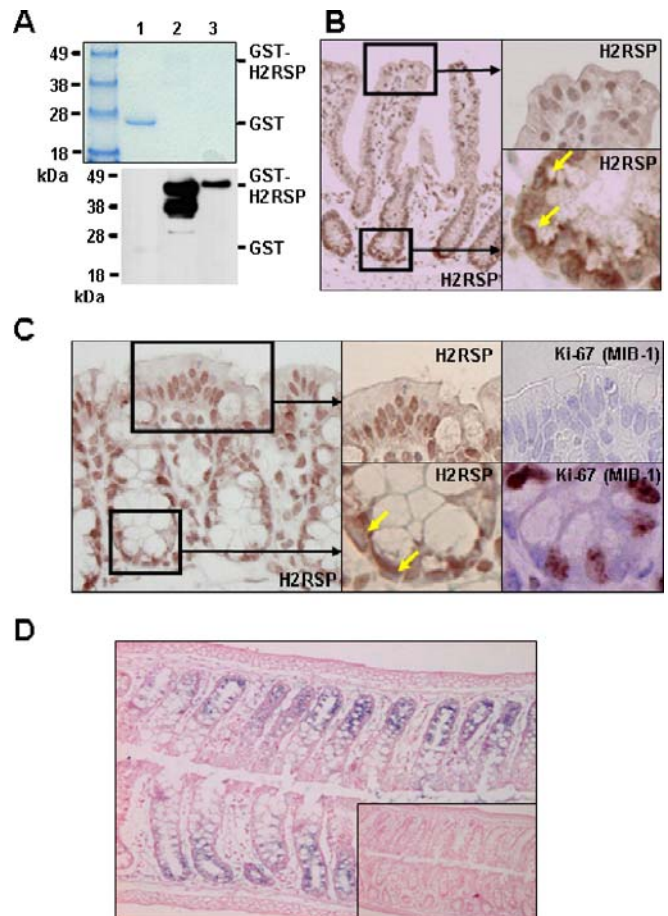 A
1 2 3
49
38
28
18
kDa
GST-
H2RSP
GST
49
38
28
18
kDa
GST-
H2RSP
GST
B
H2RSP
H2RSP
H2RSP
C
H2RSP
H2RSP
H2RSP
Ki-67 (MIB-1)
Ki-67 (MIB-1)
D